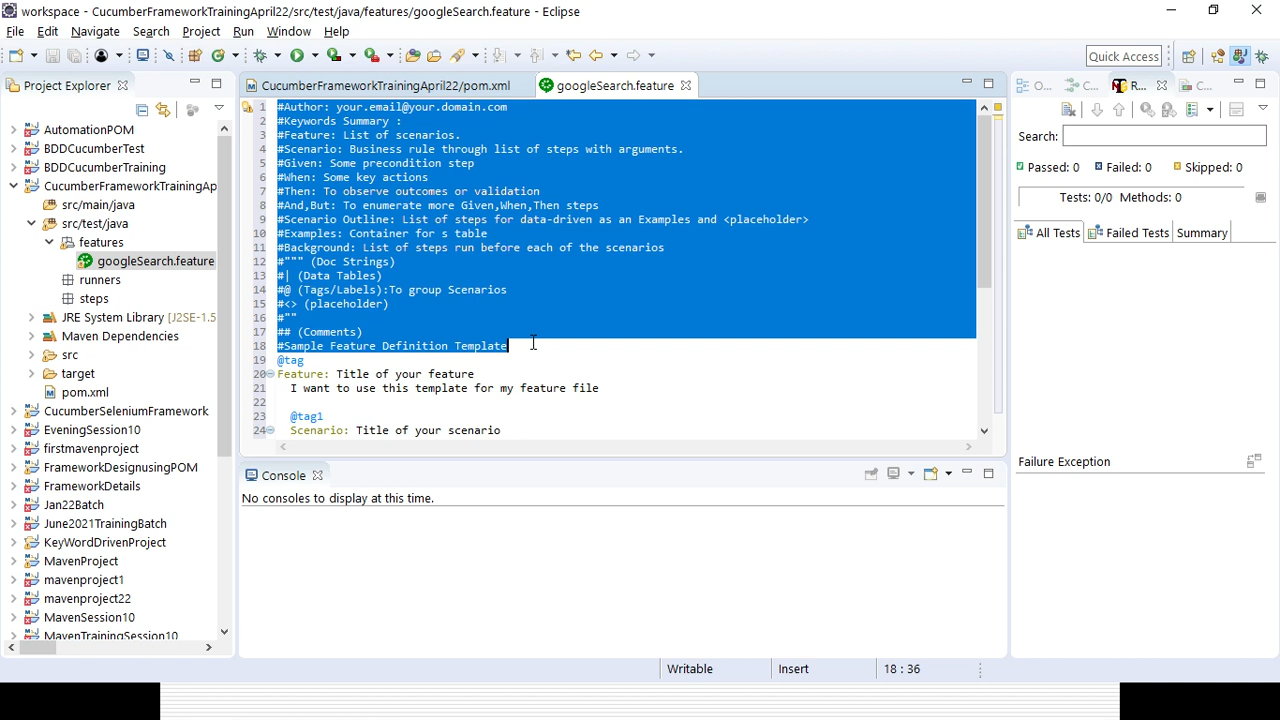 workspace - CucumberFrameworkTrainingApril22/src/test/java/features/googleSearch.feature - Eclipse
File Edit Navigate Search Project Run Window Help
Quick Access
Project Explorer
AutomationPOM
BDDCucumberTest
BDDCucumberTraining
CucumberFrameworkTrainingAp
src/main/java
src/test/java
features
googleSearch.feature
runners
steps
JRE System Library [J2SE-1.5
Maven Dependencies
src
target
pom.xml
CucumberSeleniumFramework
EveningSession10
firstmavenproject
FrameworkDesignusingPOM
FrameworkDetails
Jan22Batch
June2021TrainingBatch
KeyWordDrivenProject
MavenProject
mavenproject1
mavenproject22
MavenSession10
MavenTrainingSession10
CucumberFrameworkTrainingApril22/pom.xml googleSearch.feature
1 #Author: your.email@your.domain.com
2 #Keywords Summary :
3 #Feature: List of scenarios.
4 #Scenario: Business rule through list of steps with arguments.
5 #Given: Some precondition step
6 #When: Some key actions
7 #Then: To observe outcomes or validation
8 #And,But: To enumerate more Given,When,Then steps
9 #Scenario Outline: List of steps for data-driven as an Examples and <placeholder>
10 #Examples: Container for s table
11 #Background: List of steps run before each of the scenarios
12 #""" (Doc Strings)
13 #| (Data Tables)
14 #@ (Tags/Labels):To group Scenarios
15 #<> (placeholder)
16 #""
17 ## (Comments)
18 #Sample Feature Definition Template
19 @tag
20 Feature: Title of your feature
21 I want to use this template for my feature file
22
23 @tag1
24 Scenario: Title of your scenario
Console
No consoles to display at this time.
O... C... R... C...
Search:
Passed: 0 Failed: 0 Skipped: 0
Tests: 0/0 Methods: 0
All Tests Failed Tests Summary
Failure Exception
Writable Insert 18 : 36